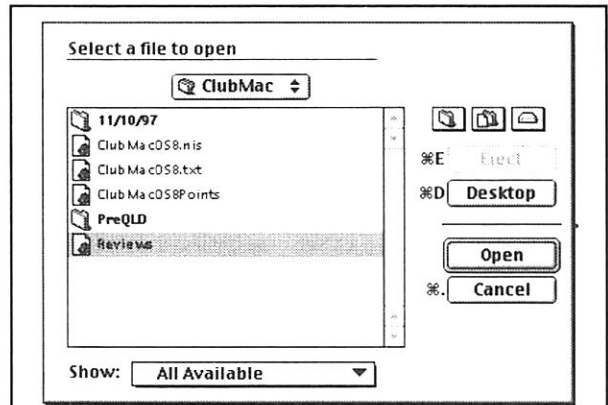 Select a file to open
ClubMac
11/10/97
ClubMacOS8.nis
ClubMacOS8.txt
ClubMacOS8Points
PreQLD
Reviews
⌘E Eject
⌘D Desktop
Open
⌘. Cancel
Show: All Available